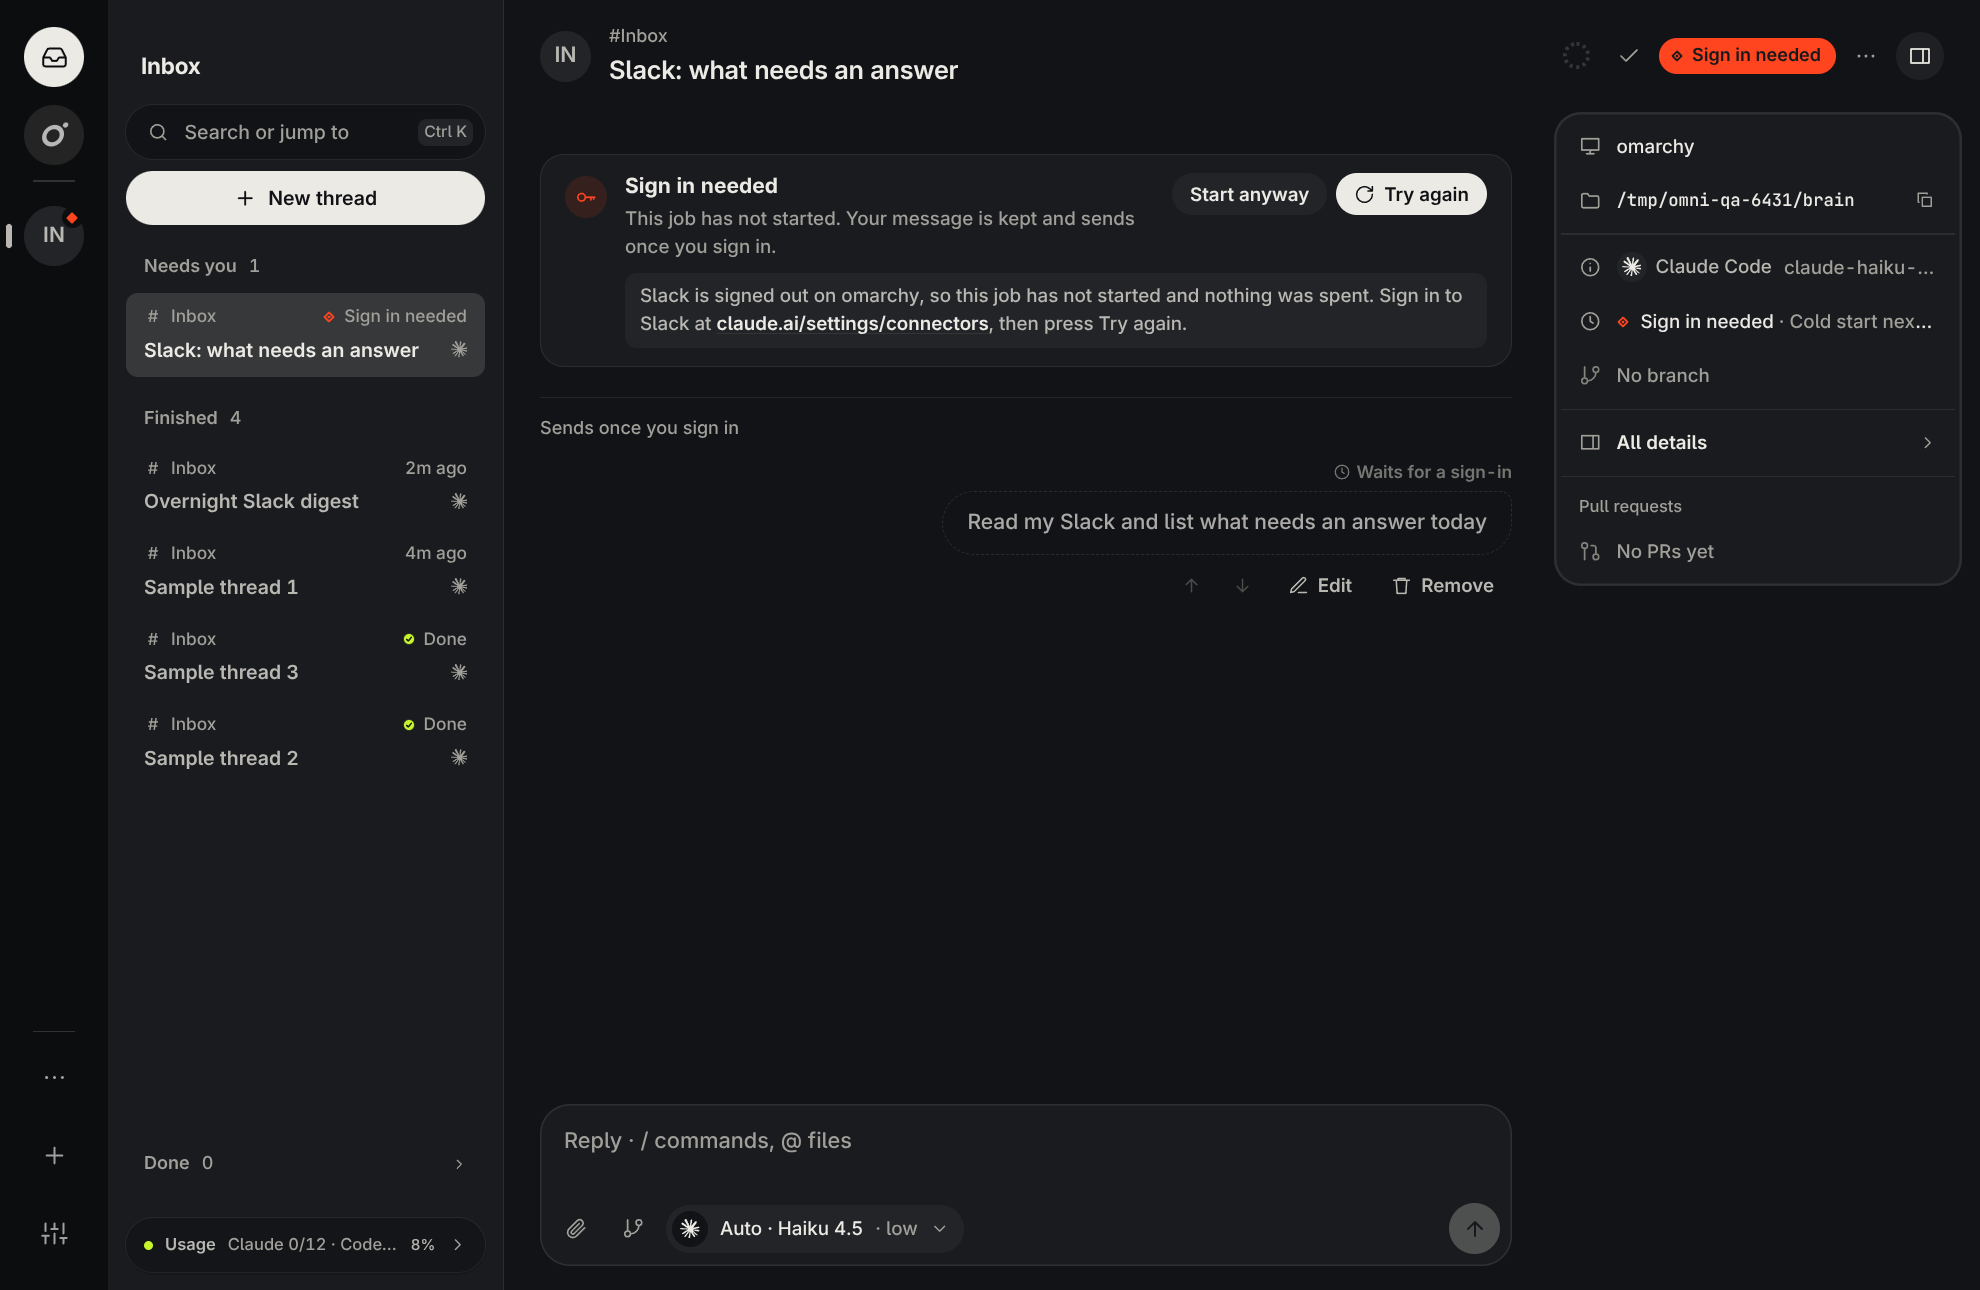 Inbox
Search or jump to
Ctrl K
New thread
IN
Needs you 1
# Inbox
Sign in needed
Slack: what needs an answer
Finished 4
# Inbox
2m ago
Overnight Slack digest
# Inbox
4m ago
Sample thread 1
# Inbox
Done
Sample thread 3
# Inbox
Done
Sample thread 2
Done 0
Usage Claude 0/12 · Code... 8%
IN
#Inbox
Slack: what needs an answer
Sign in needed
Sign in needed
This job has not started. Your message is kept and sends
once you sign in.
Start anyway
Try again
Slack is signed out on omarchy, so this job has not started and nothing was spent. Sign in to
Slack at claude.ai/settings/connectors, then press Try again.
Sends once you sign in
Waits for a sign-in
Read my Slack and list what needs an answer today
Edit
Remove
Reply · / commands, @ files
Auto · Haiku 4.5 · low
omarchy
/tmp/omni-qa-6431/brain
Claude Code claude-haiku-...
Sign in needed · Cold start nex...
No branch
All details
Pull requests
No PRs yet